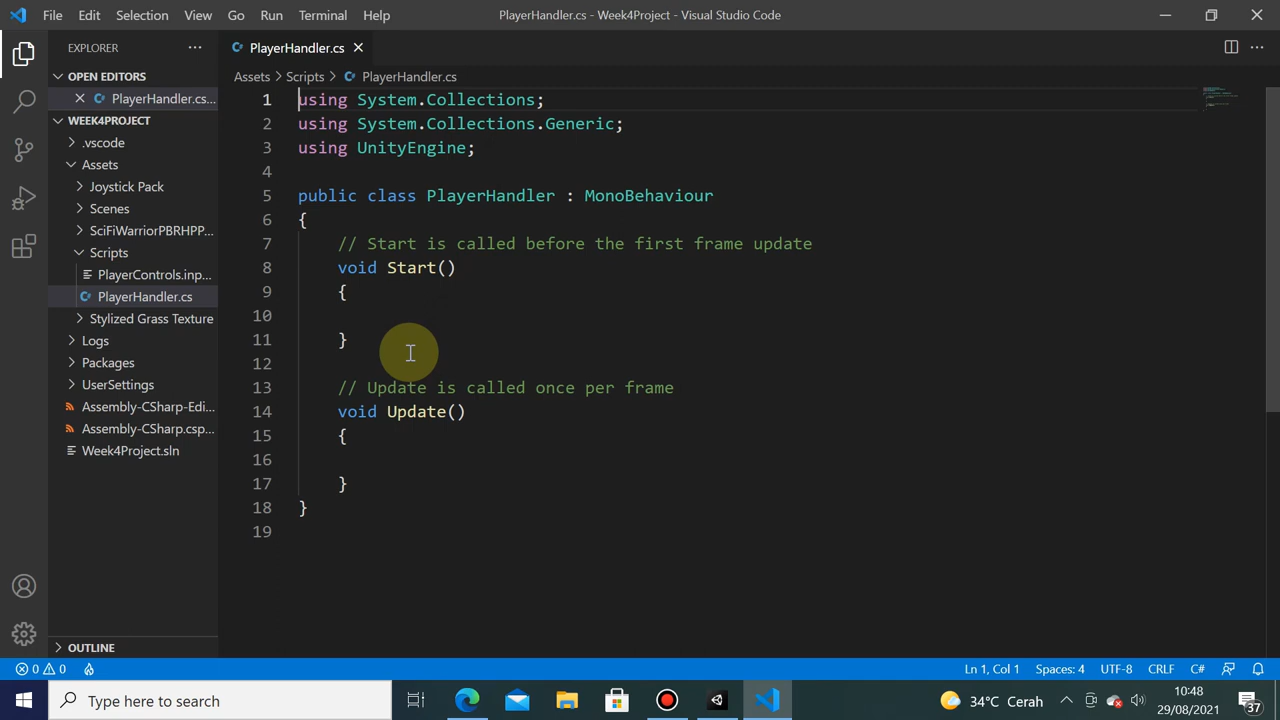 File Edit Selection View Go Run Terminal Help PlayerHandler.cs - Week4Project - Visual Studio Code
EXPLORER
OPEN EDITORS
PlayerHandler.cs...
WEEK4PROJECT
.vscode
Assets
Joystick Pack
Scenes
SciFiWarriorPBRHPP...
Scripts
PlayerControls.inp...
PlayerHandler.cs
Stylized Grass Texture
Logs
Packages
UserSettings
Assembly-CSharp-Edi...
Assembly-CSharp.csp...
Week4Project.sln
OUTLINE
PlayerHandler.cs
Assets > Scripts > PlayerHandler.cs
1 using System.Collections;
2 using System.Collections.Generic;
3 using UnityEngine;
4
5 public class PlayerHandler : MonoBehaviour
6 {
7 // Start is called before the first frame update
8 void Start()
9 {
10
11 }
12
13 // Update is called once per frame
14 void Update()
15 {
16
17 }
18 }
19
0 0 Ln 1, Col 1 Spaces: 4 UTF-8 CRLF C#
Type here to search
34°C Cerah
10:48
29/08/2021
37